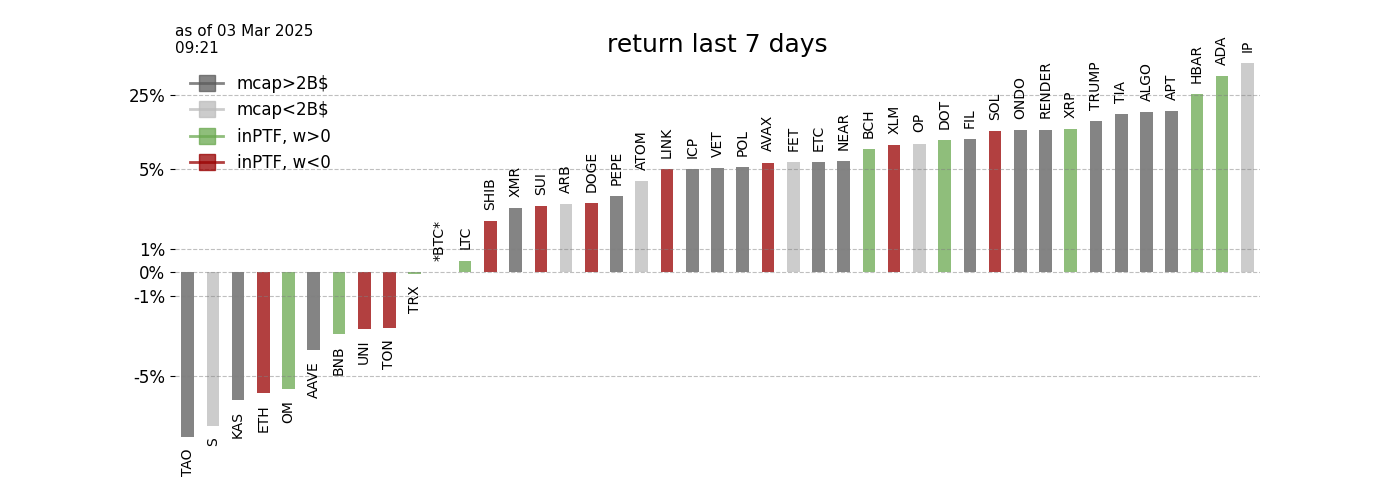 as of 03 Mar 2025
09:21
return last 7 days
mcap>2B$
mcap<2B$
inPTF, w>0
inPTF, w<0
25%
5%
1%
0%
-1%
-5%
TAO
S
KAS
ETH
OM
AAVE
BNB
UNI
TON
TRX
*BTC*
LTC
SHIB
XMR
SUI
ARB
DOGE
PEPE
ATOM
LINK
ICP
VET
POL
AVAX
FET
ETC
NEAR
BCH
XLM
OP
DOT
FIL
SOL
ONDO
RENDER
XRP
TRUMP
TIA
ALGO
APT
HBAR
ADA
IP